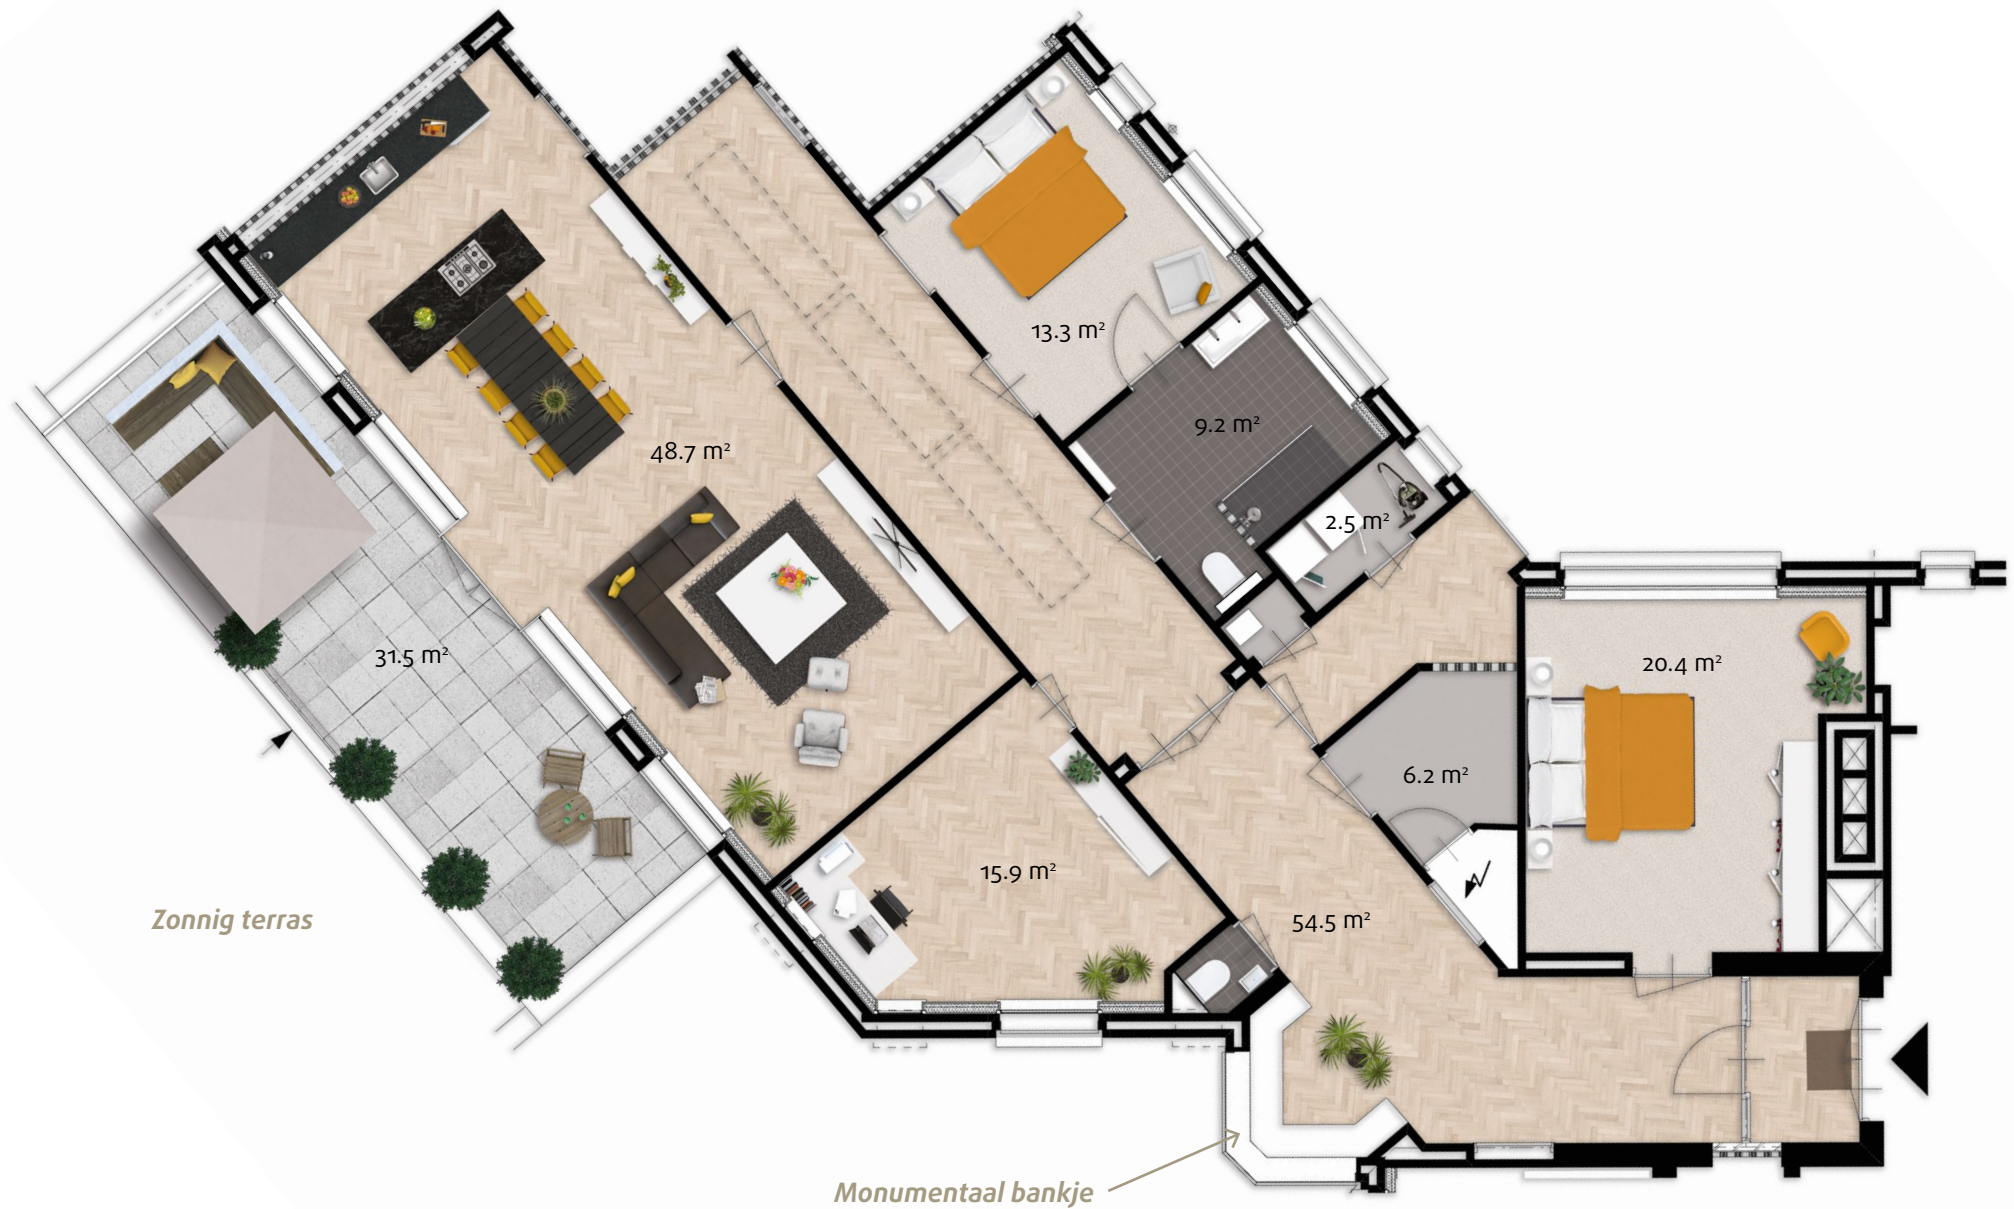 13.3 m²
9.2 m²
48.7 m²
2.5 m²
31.5 m²
20.4 m²
6.2 m²
15.9 m²
54.5 m²
Zonnig terras
Monumentaal bankje